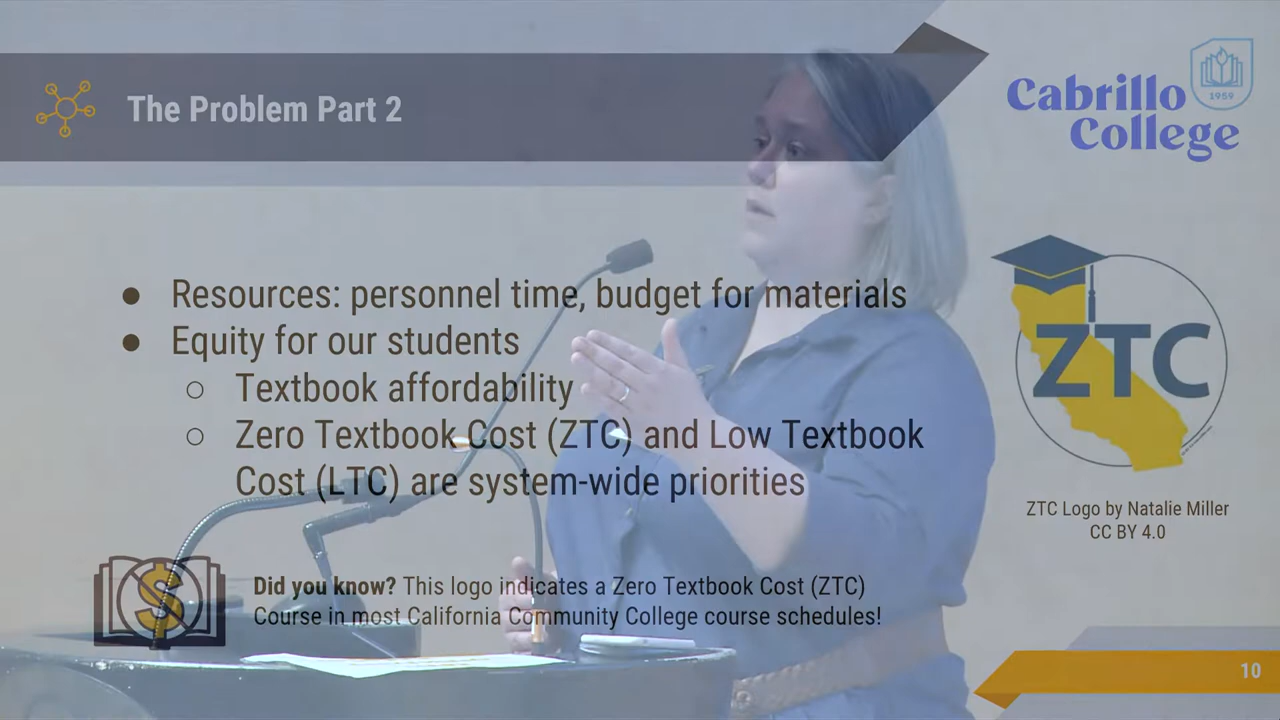 The Problem Part 2
Cabrillo
College
1959
● Resources: personnel time, budget for materials
● Equity for our students
○ Textbook affordability
○ Zero Textbook Cost (ZTC) and Low Textbook
Cost (LTC) are system-wide priorities
ZTC
ZTC Logo by Natalie Miller
CC BY 4.0
$
Did you know? This logo indicates a Zero Textbook Cost (ZTC)
Course in most California Community College course schedules!
10